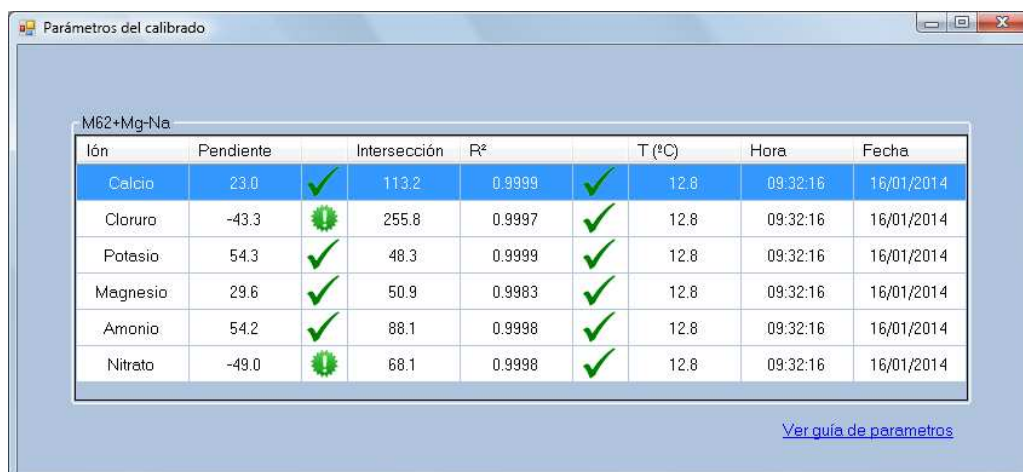 Parámetros del calibrado
M62+Mg-Na
Ión Pendiente Intersección R² T (ºC) Hora Fecha
Calcio 23.0 113.2 0.9999 12.8 09:32:16 16/01/2014
Cloruro -43.3 255.8 0.9997 12.8 09:32:16 16/01/2014
Potasio 54.3 48.3 0.9999 12.8 09:32:16 16/01/2014
Magnesio 29.6 50.9 0.9983 12.8 09:32:16 16/01/2014
Amonio 54.2 88.1 0.9998 12.8 09:32:16 16/01/2014
Nitrato -49.0 68.1 0.9998 12.8 09:32:16 16/01/2014
Ver guía de parametros